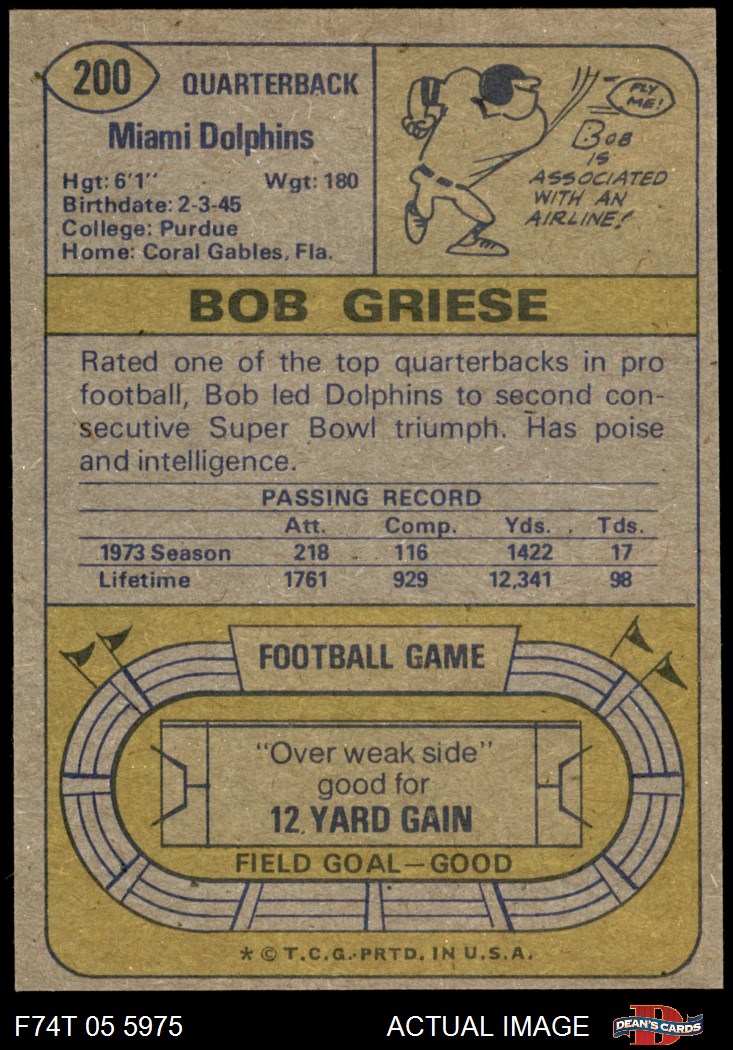 200 QUARTERBACK
Miami Dolphins
Hgt: 6'1" Wgt: 180
Birthdate: 2-3-45
College: Purdue
Home: Coral Gables, Fla.
FLY
ME!
BOB
IS
ASSOCIATED
WITH AN
AIRLINE!
BOB GRIESE
Rated one of the top quarterbacks in pro
football, Bob led Dolphins to second con-
secutive Super Bowl triumph. Has poise
and intelligence.
PASSING RECORD
Att. Comp. Yds. Tds.
1973 Season 218 116 1422 17
Lifetime 1761 929 12,341 98
FOOTBALL GAME
"Over weak side"
good for
12 YARD GAIN
FIELD GOAL—GOOD
* © T.C.G. PRTD. IN U.S.A.
F74T 05 5975 ACTUAL IMAGE D
DEAN'S CARDS